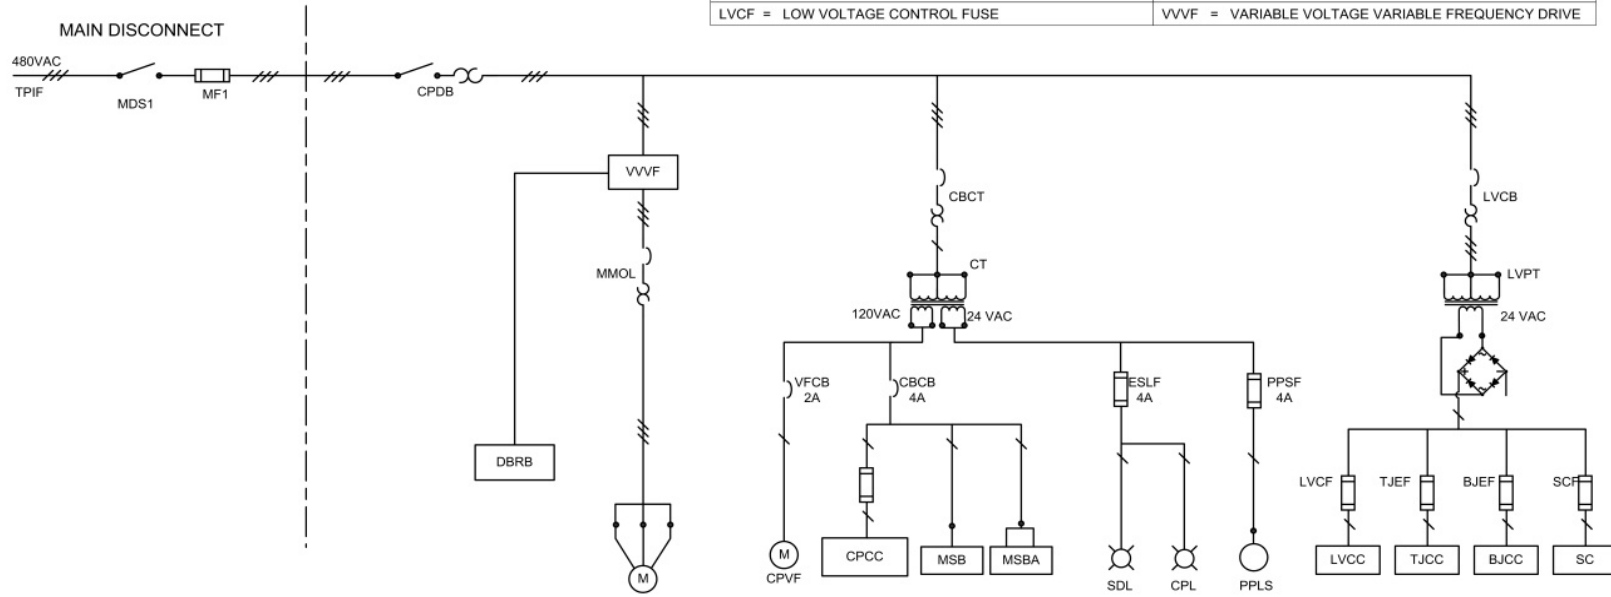 LVCF = LOW VOLTAGE CONTROL FUSE
VVVF = VARIABLE VOLTAGE VARIABLE FREQUENCY DRIVE
MAIN DISCONNECT
480VAC
TPIF
MDS1
MF1
CPDB
VVVF
CBCT
LVCB
MMOL
CT
LVPT
120VAC
24 VAC
24 VAC
VFCB
2A
CBCB
4A
ESLF
4A
PPSF
4A
DBRB
LVCF
TJEF
BJEF
SCF
M
CPVF
CPCC
MSB
MSBA
SDL
CPL
PPLS
LVCC
TJCC
BJCC
SC
M